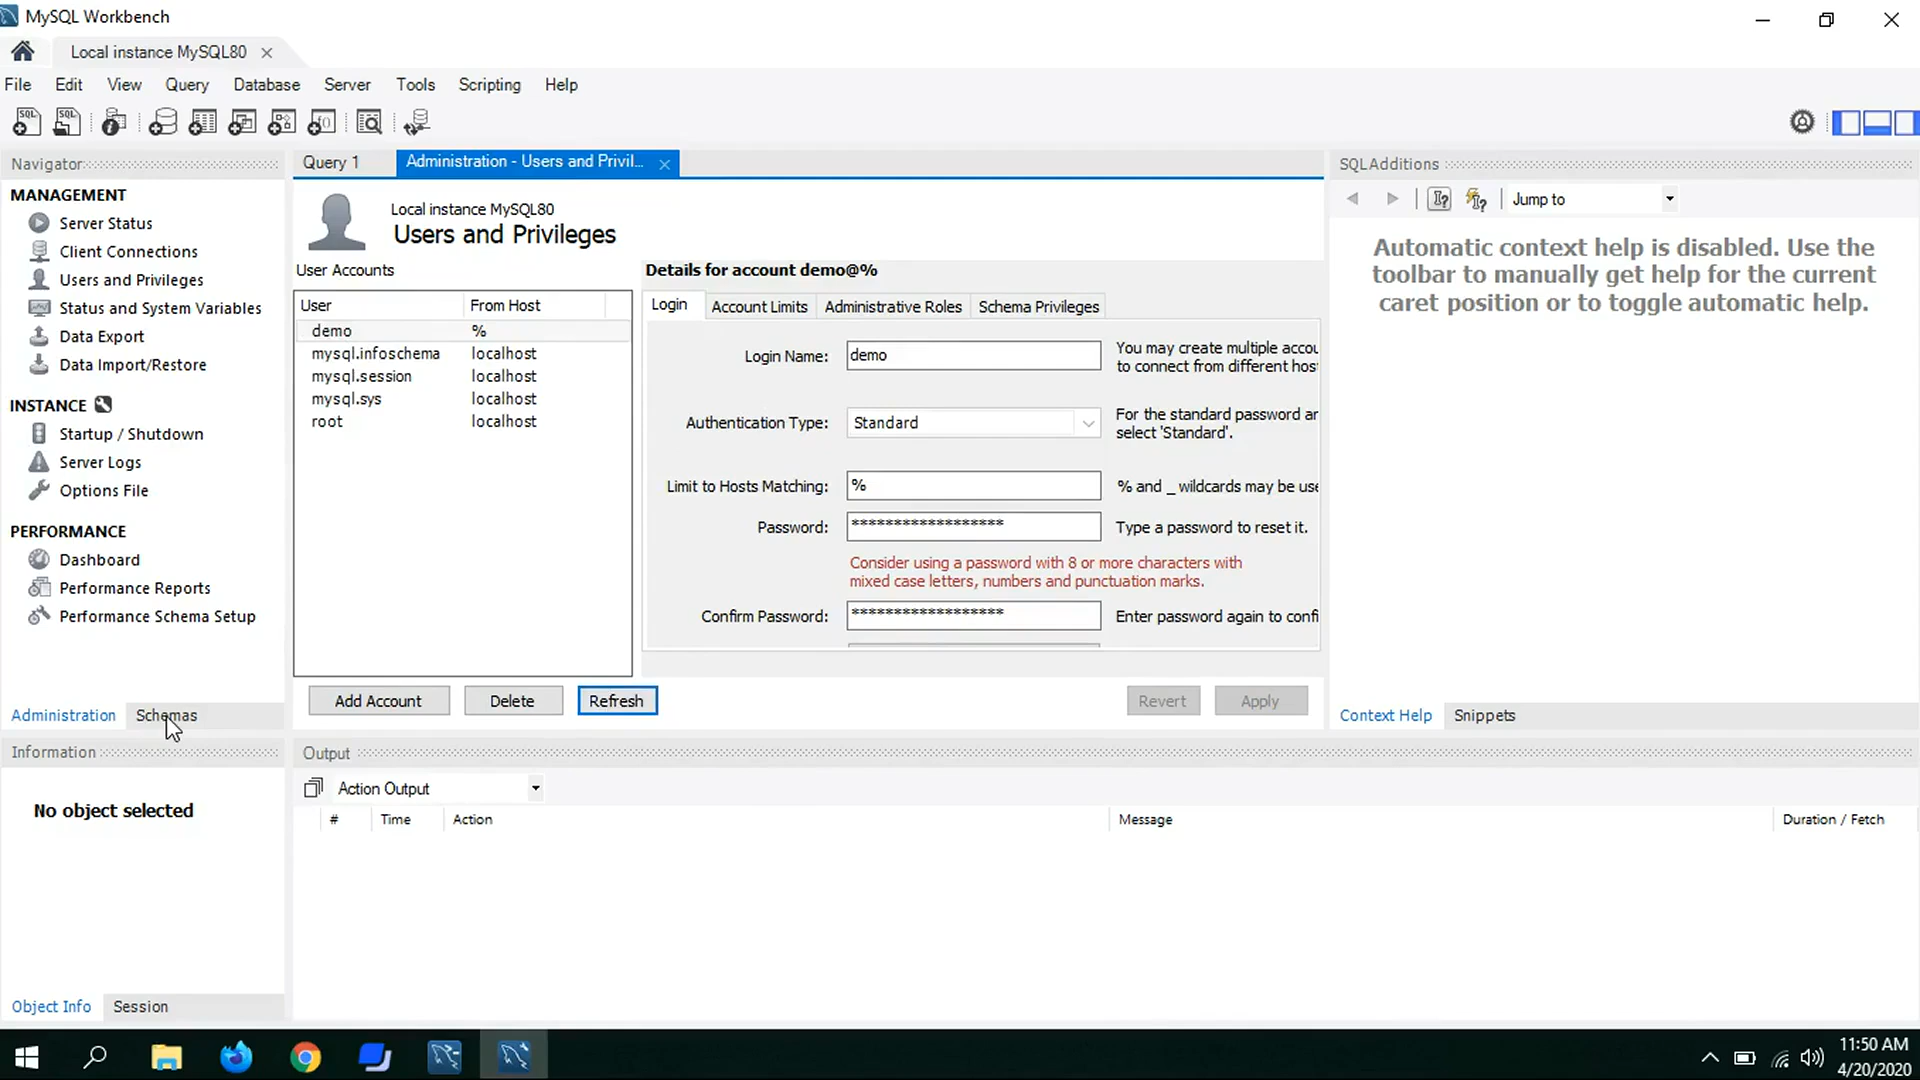 MySQL Workbench
Local instance MySQL80
File Edit View Query Database Server Tools Scripting Help
SQL SQL
Navigator
MANAGEMENT
Server Status
Client Connections
Users and Privileges
Status and System Variables
Data Export
Data Import/Restore
INSTANCE
Startup / Shutdown
Server Logs
Options File
PERFORMANCE
Dashboard
Performance Reports
Performance Schema Setup
Administration Schemas
Query 1 Administration - Users and Privil...
Local instance MySQL80
Users and Privileges
User Accounts
User From Host
demo %
mysql.infoschema localhost
mysql.session localhost
mysql.sys localhost
root localhost
Add Account Delete Refresh
Details for account demo@%
Login Account Limits Administrative Roles Schema Privileges
Login Name: demo You may create multiple accou
to connect from different hos
Authentication Type: Standard For the standard password ar
select 'Standard'.
Limit to Hosts Matching: % % and _ wildcards may be use
Password: ****************** Type a password to reset it.
Consider using a password with 8 or more characters with
mixed case letters, numbers and punctuation marks.
Confirm Password: ****************** Enter password again to confi
Revert Apply
SQLAdditions
Jump to
Automatic context help is disabled. Use the
toolbar to manually get help for the current
caret position or to toggle automatic help.
Context Help Snippets
Information
No object selected
Object Info Session
Output
Action Output
# Time Action Message Duration / Fetch
11:50 AM
4/20/2020